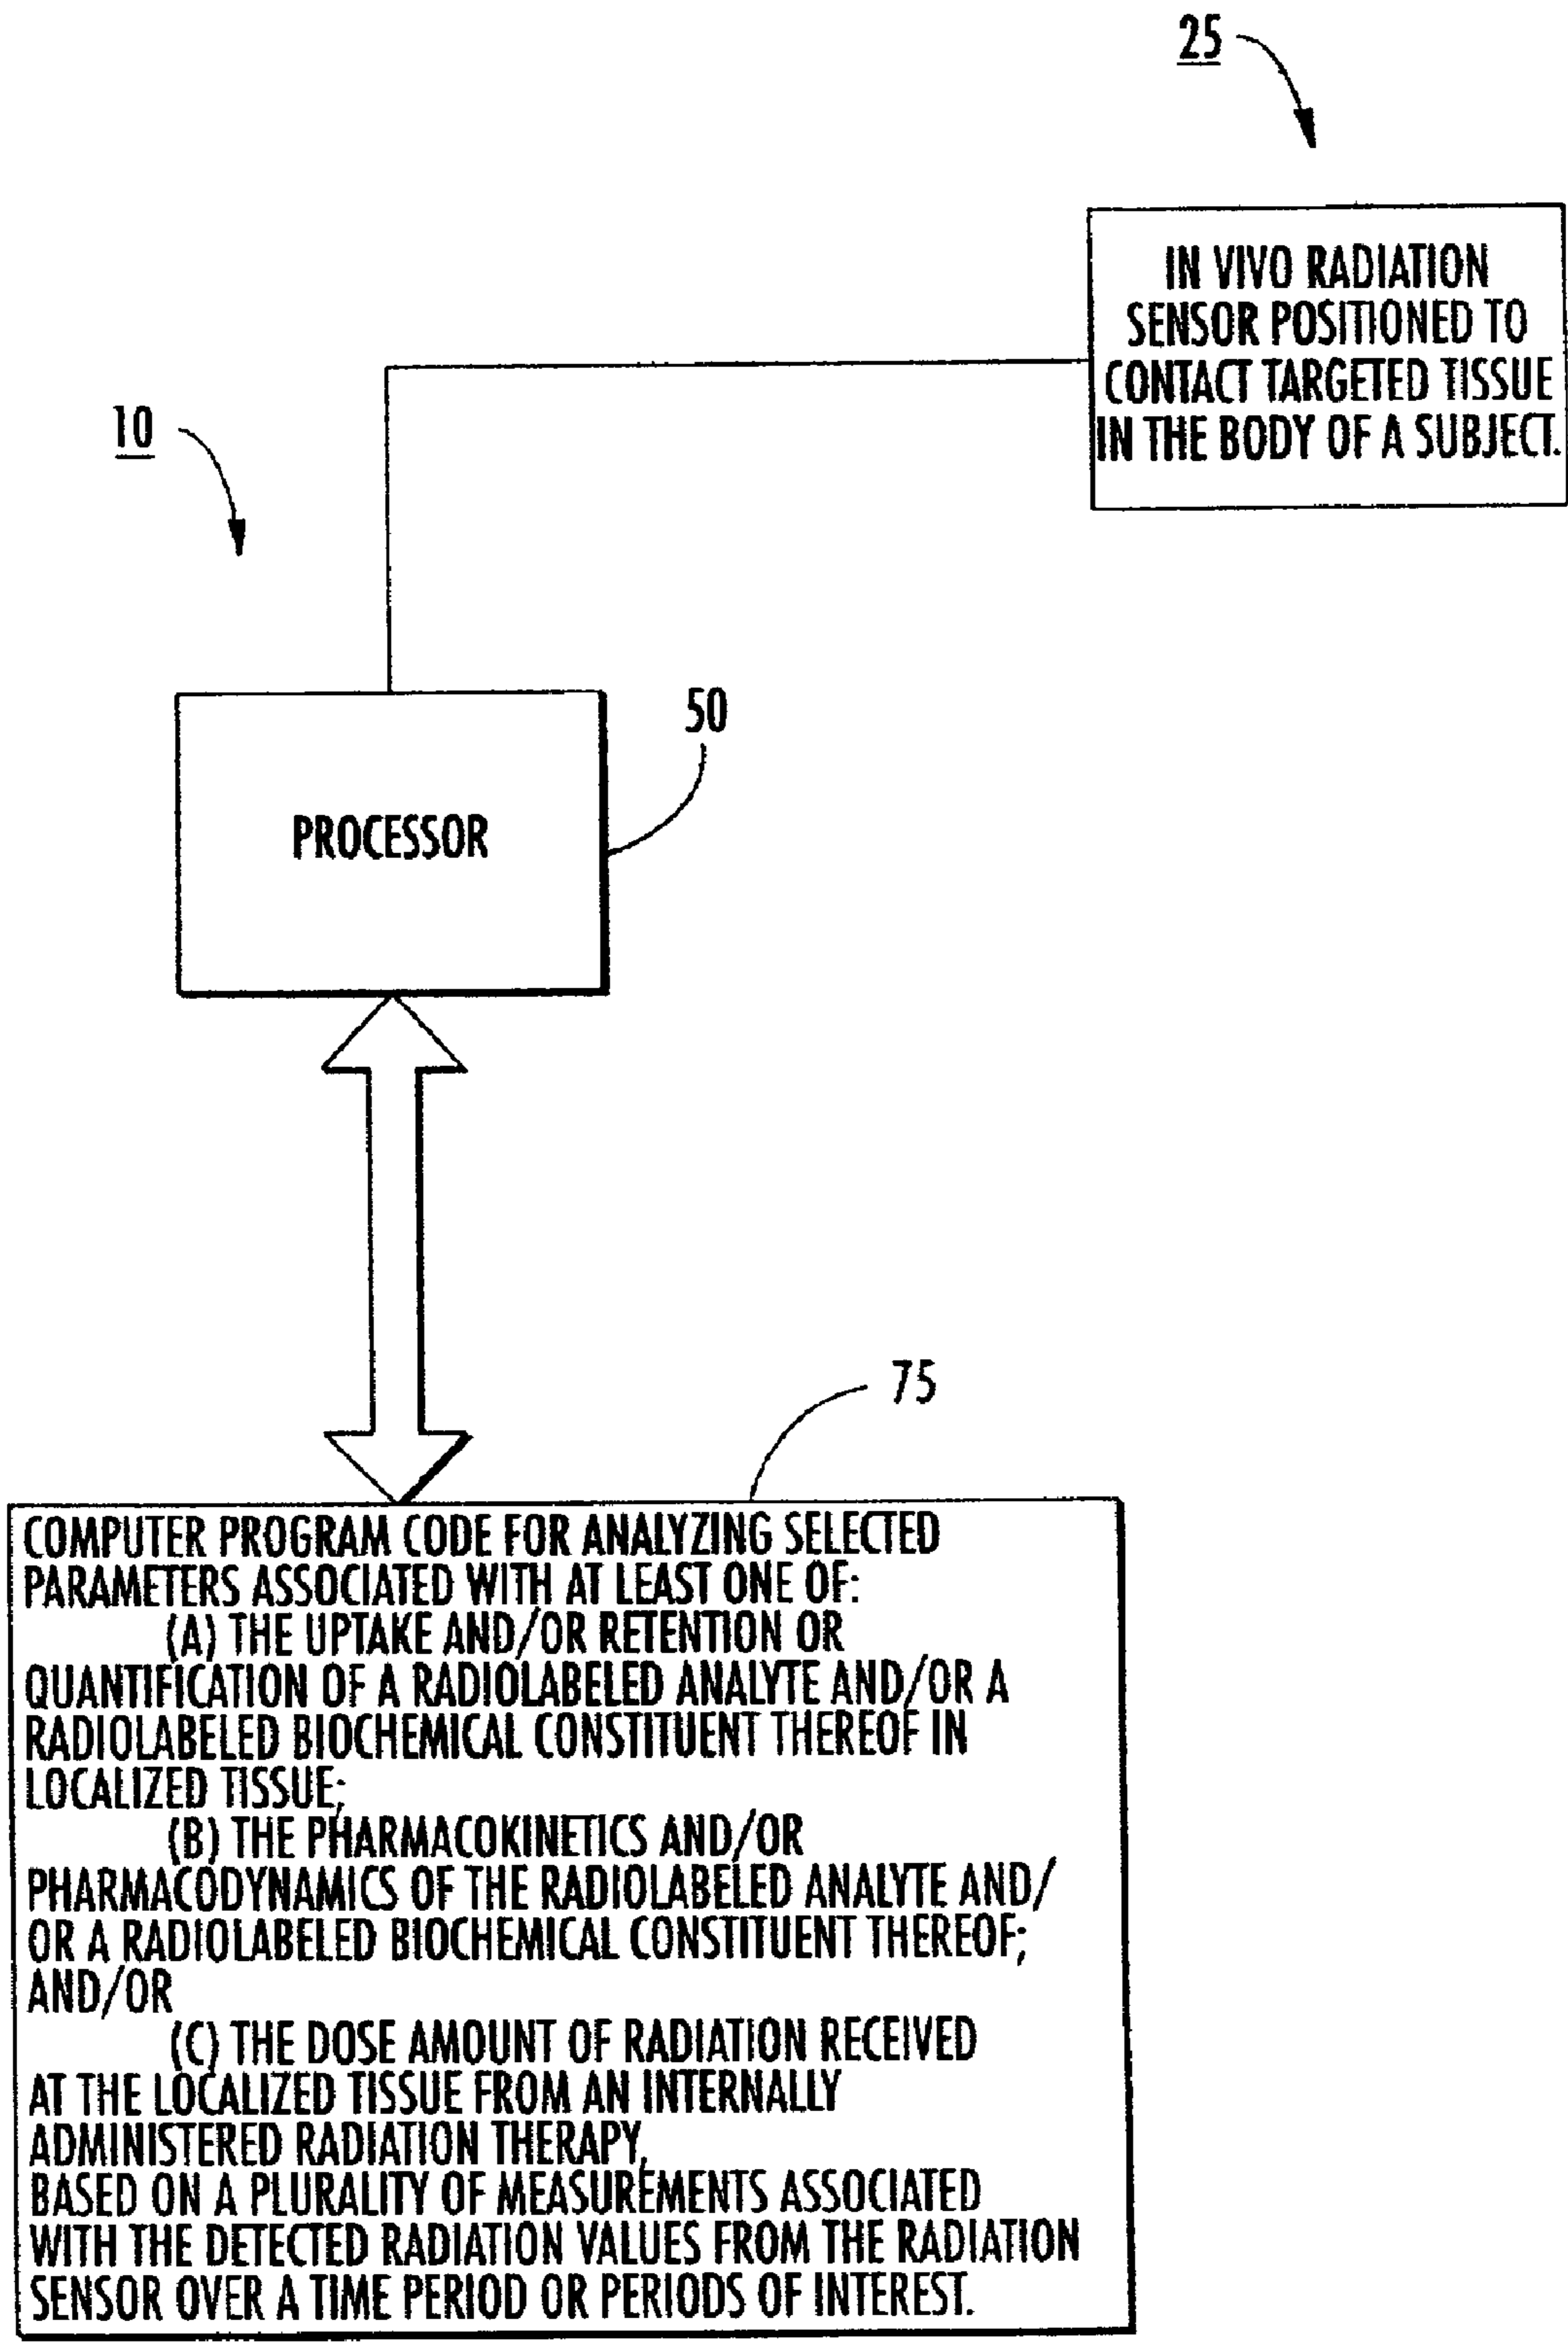 25
IN VIVO RADIATION
SENSOR POSITIONED TO
CONTACT TARGETED TISSUE
IN THE BODY OF A SUBJECT.
10
50
PROCESSOR
75
COMPUTER PROGRAM CODE FOR ANALYZING SELECTED
PARAMETERS ASSOCIATED WITH AT LEAST ONE OF:
(A) THE UPTAKE AND/OR RETENTION OR
QUANTIFICATION OF A RADIOLABELED ANALYTE AND/OR A
RADIOLABELED BIOCHEMICAL CONSTITUENT THEREOF IN
LOCALIZED TISSUE;
(B) THE PHARMACOKINETICS AND/OR
PHARMACODYNAMICS OF THE RADIOLABELED ANALYTE AND/
OR A RADIOLABELED BIOCHEMICAL CONSTITUENT THEREOF;
AND/OR
(C) THE DOSE AMOUNT OF RADIATION RECEIVED
AT THE LOCALIZED TISSUE FROM AN INTERNALLY
ADMINISTERED RADIATION THERAPY,
BASED ON A PLURALITY OF MEASUREMENTS ASSOCIATED
WITH THE DETECTED RADIATION VALUES FROM THE RADIATION
SENSOR OVER A TIME PERIOD OR PERIODS OF INTEREST.